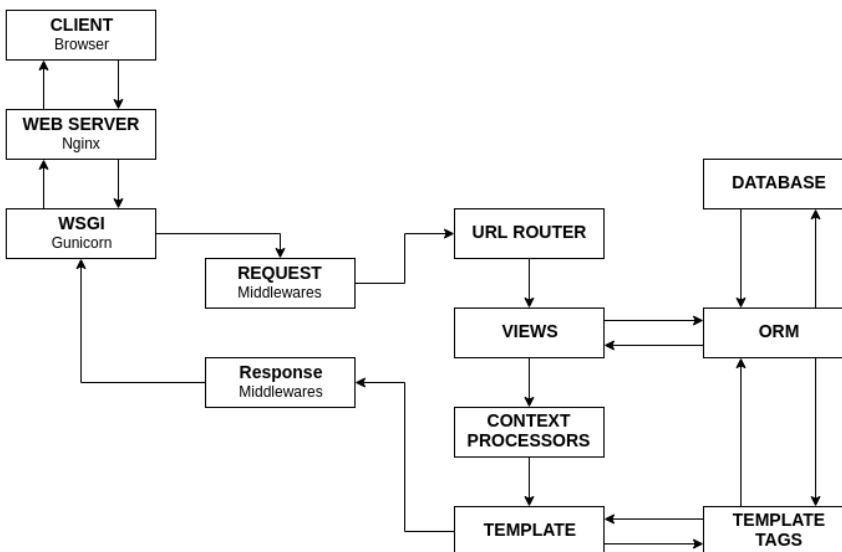 CLIENT
Browser
WEB SERVER
Nginx
WSGI
Gunicorn
REQUEST
Middlewares
Response
Middlewares
URL ROUTER
VIEWS
CONTEXT
PROCESSORS
TEMPLATE
DATABASE
ORM
TEMPLATE
TAGS